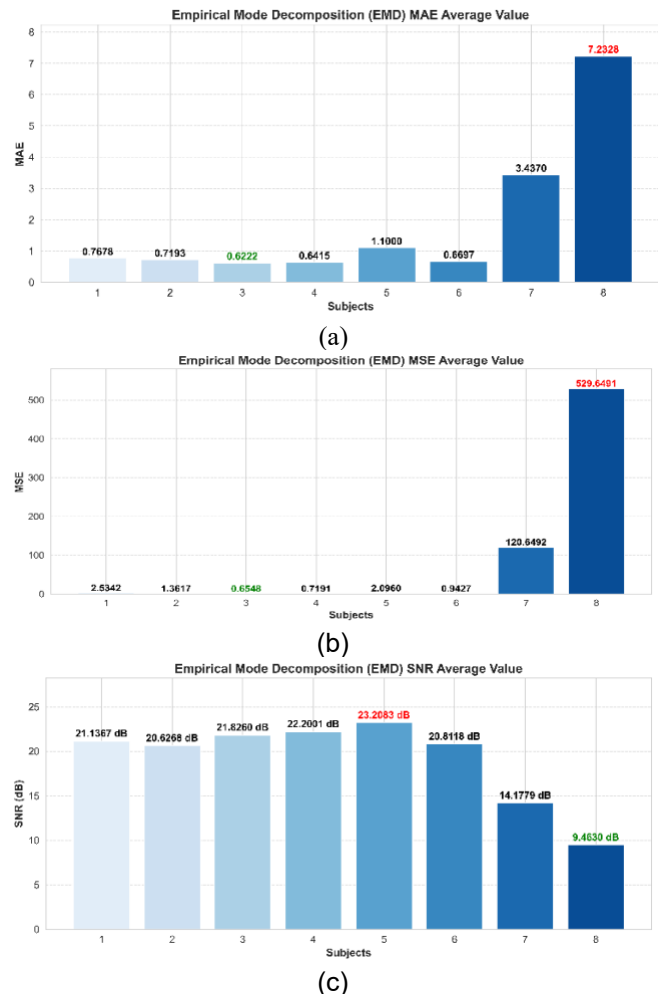 Empirical Mode Decomposition (EMD) MAE Average Value
MAE
8
7
6
5
4
3
2
1
0
0.7678
0.7193
0.6222
0.6415
1.1000
0.6697
3.4370
7.2328
1 2 3 4 5 6 7 8
Subjects
(a)
Empirical Mode Decomposition (EMD) MSE Average Value
MSE
500
400
300
200
100
0
2.5342
1.3617
0.6548
0.7191
2.0960
0.9427
120.6492
529.6491
1 2 3 4 5 6 7 8
Subjects
(b)
Empirical Mode Decomposition (EMD) SNR Average Value
SNR (dB)
25
20
15
10
5
0
21.1367 dB
20.6268 dB
21.8260 dB
22.2001 dB
23.2083 dB
20.8118 dB
14.1779 dB
9.4630 dB
1 2 3 4 5 6 7 8
Subjects
(c)